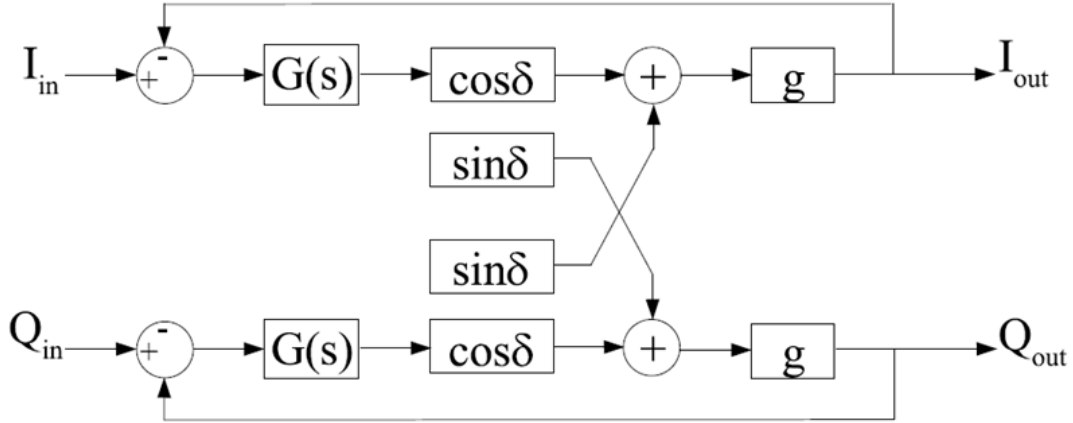 -
I_in + G(s) cosδ + g I_out
sinδ
sinδ
-
Q_in + G(s) cosδ + g Q_out